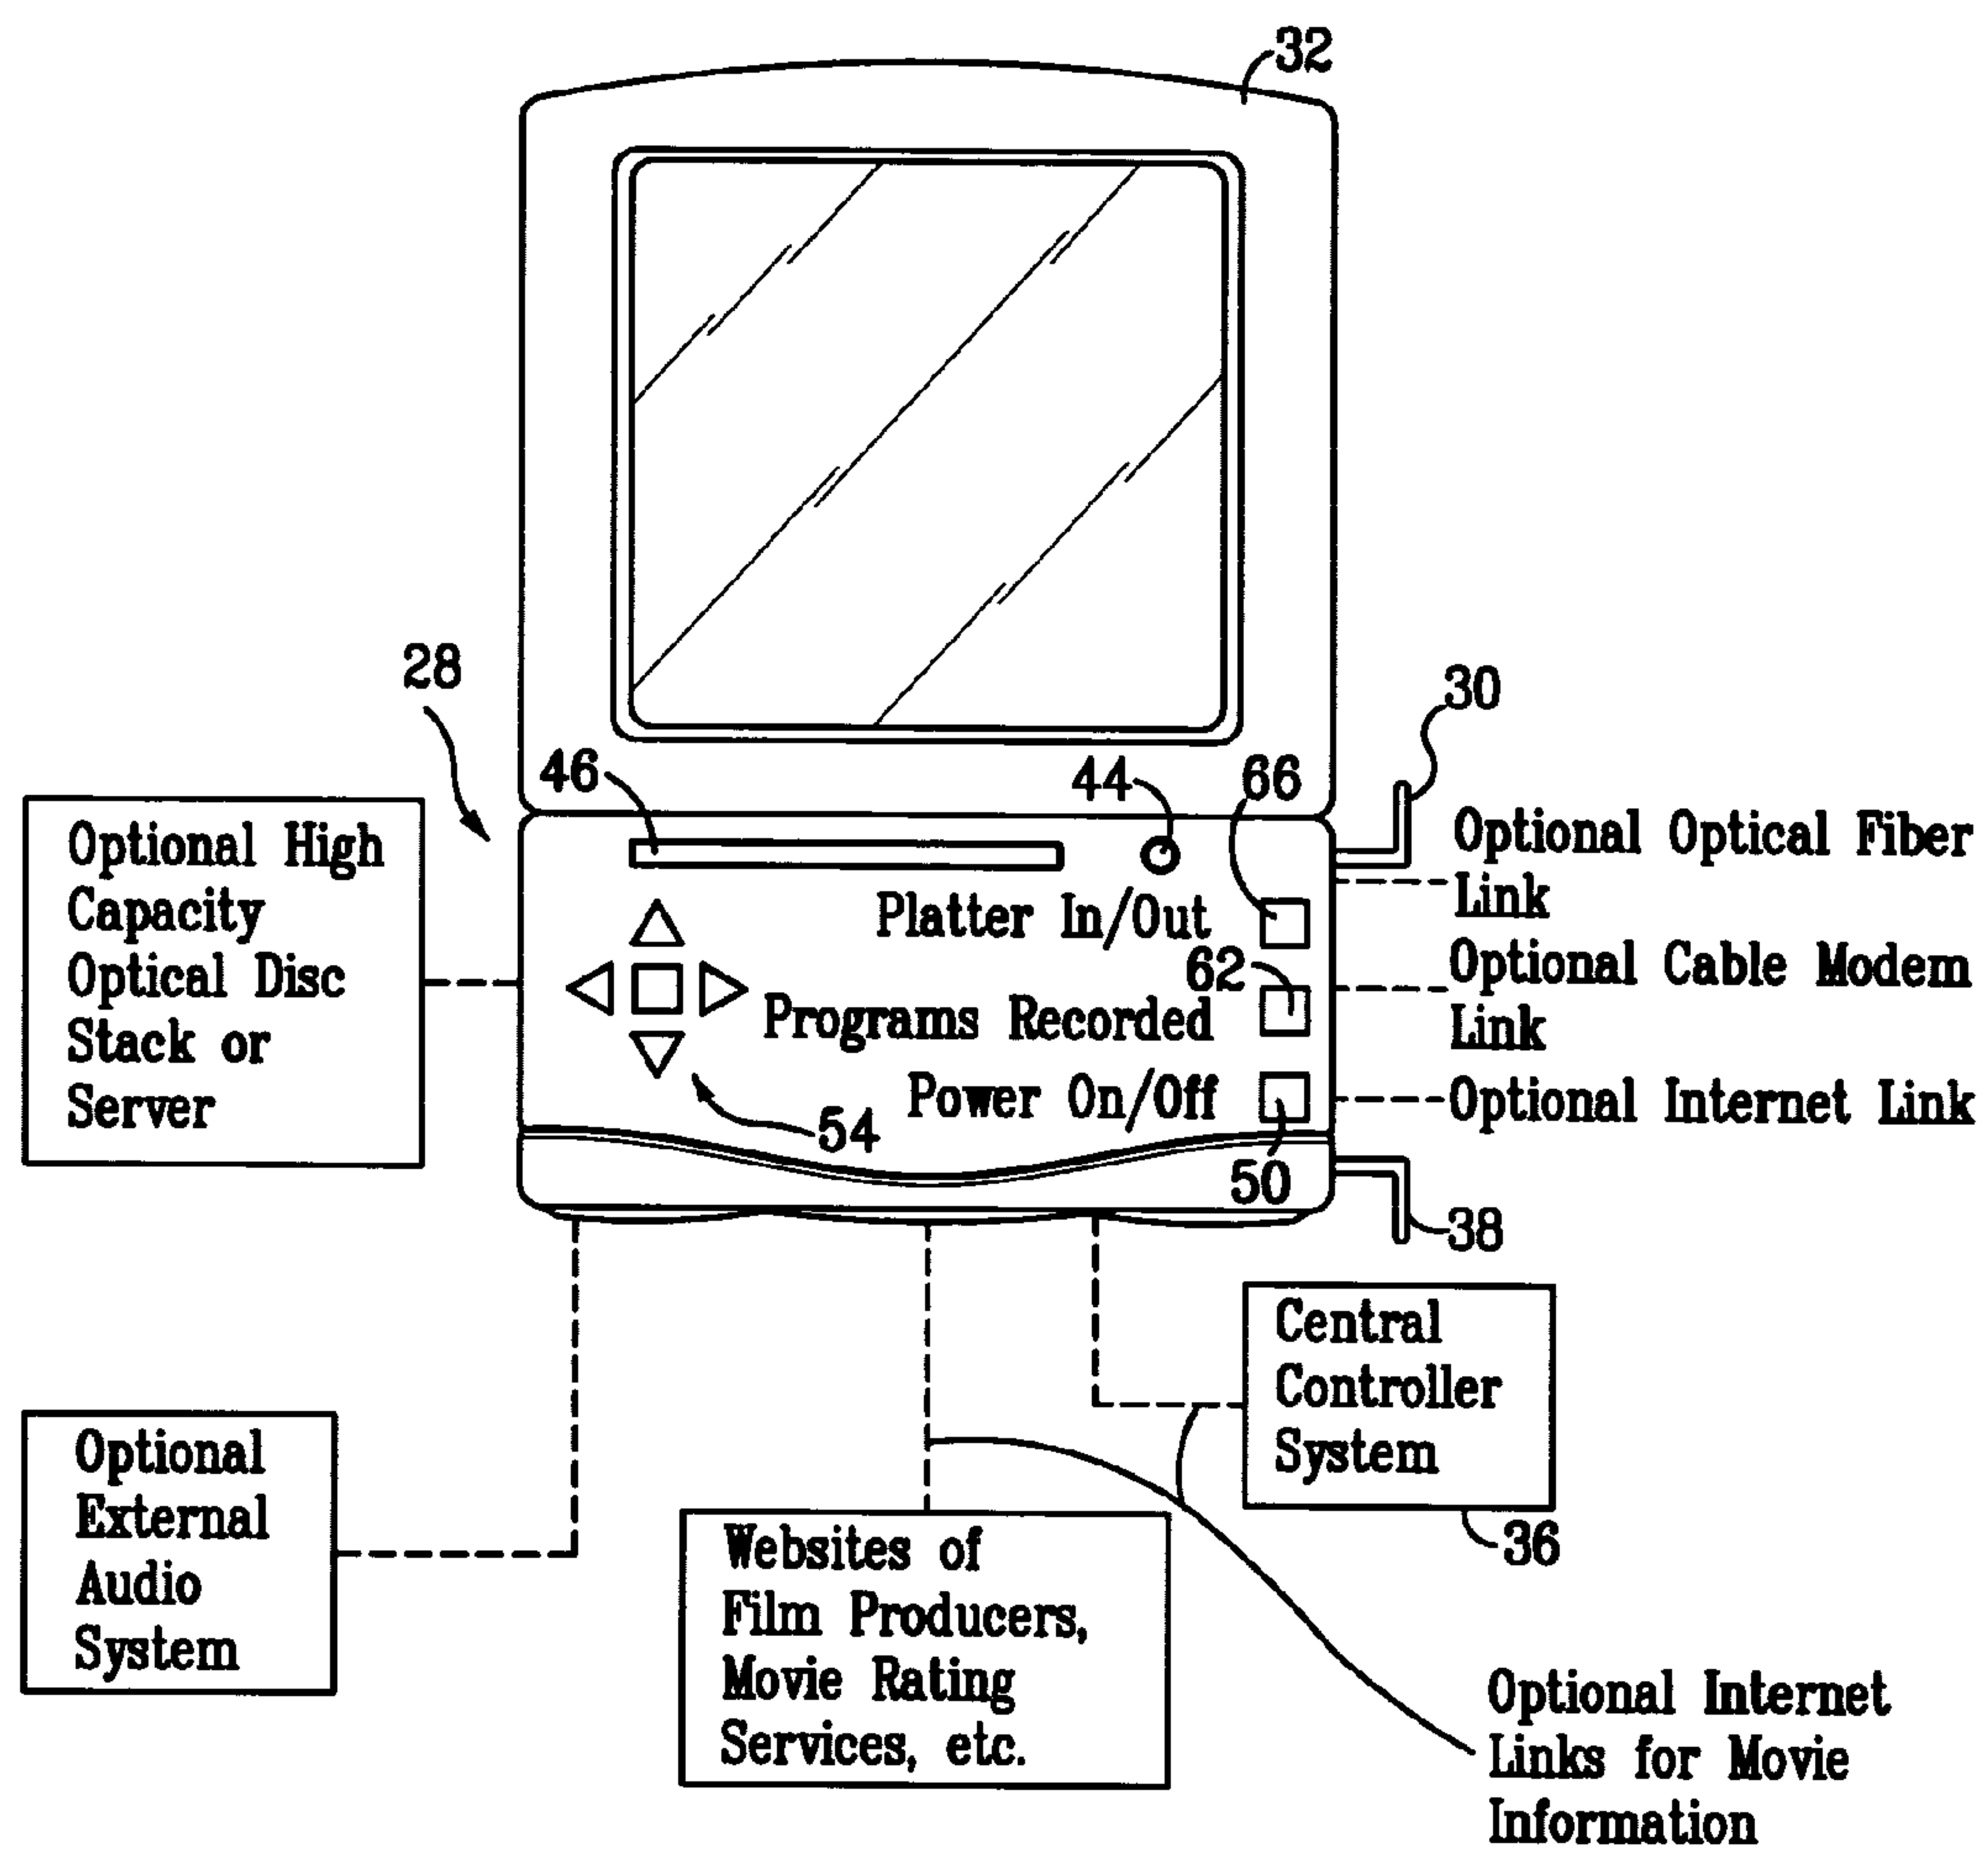 32
28
30
46
44
66
Optional High
Capacity
Optical Disc
Stack or
Server
Optional Optical Fiber
Link
Platter In/Out
62
Optional Cable Modem
Link
Programs Recorded
Power On/Off
Optional Internet Link
54
50
38
Central
Controller
System
36
Optional
External
Audio
System
Websites of
Film Producers,
Movie Rating
Services, etc.
Optional Internet
Links for Movie
Information